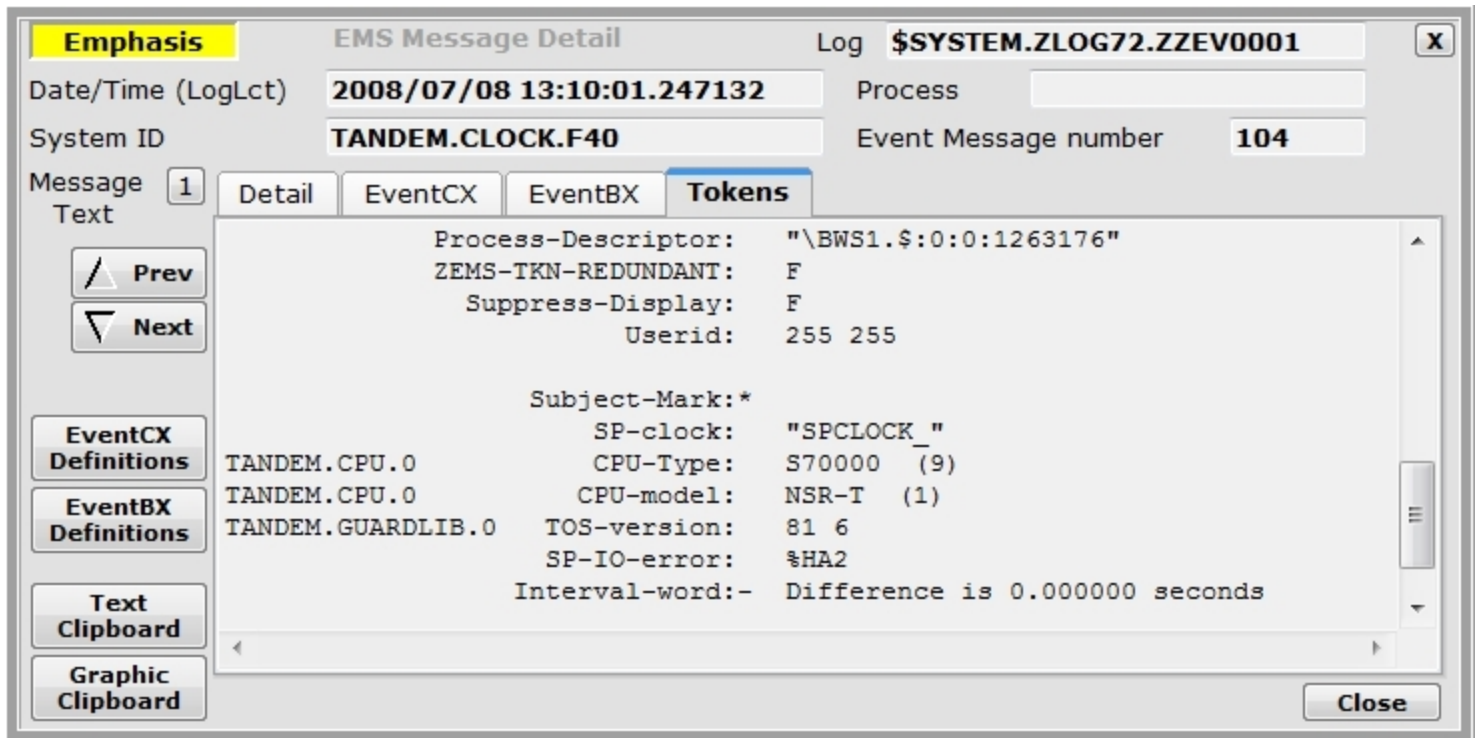 Emphasis EMS Message Detail Log $SYSTEM.ZLOG72.ZZEV0001 X
Date/Time (LogLct) 2008/07/08 13:10:01.247132 Process
System ID TANDEM.CLOCK.F40 Event Message number 104
Message Text 1 Detail EventCX EventBX Tokens
Process-Descriptor: "\BWS1.$:0:0:1263176"
Prev ZEMS-TKN-REDUNDANT: F
Suppress-Display: F
Next Userid: 255 255
Subject-Mark:*
EventCX Definitions SP-clock: "SPCLOCK_"
TANDEM.CPU.0 CPU-Type: S70000 (9)
EventBX Definitions TANDEM.CPU.0 CPU-model: NSR-T (1)
TANDEM.GUARDLIB.0 TOS-version: 81 6
SP-IO-error: %HA2
Text Clipboard Interval-word:- Difference is 0.000000 seconds
Graphic Clipboard Close